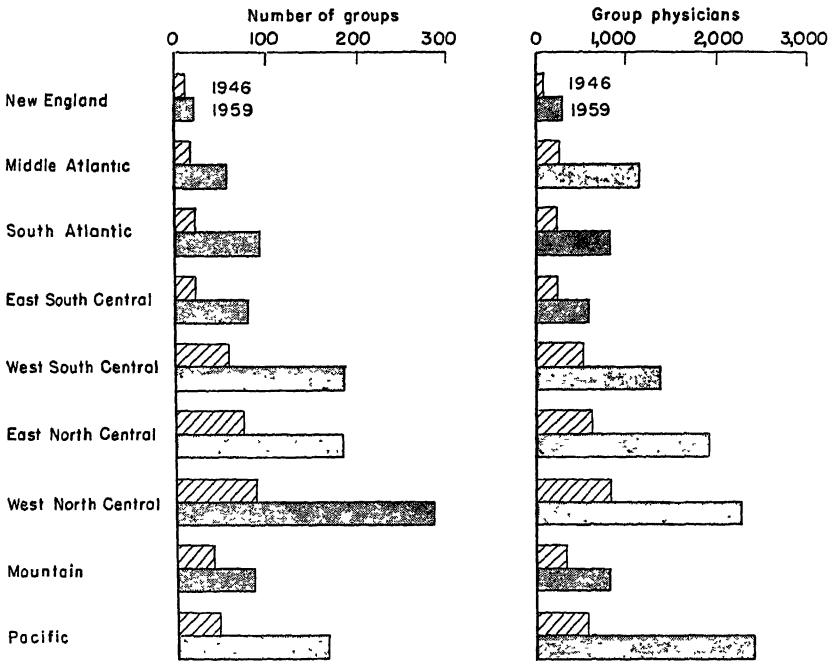 Number of groups
0 100 200 300
Group physicians
0 1,000 2,000 3,000
New England
1946
1959
1946
1959
Middle Atlantic
South Atlantic
East South Central
West South Central
East North Central
West North Central
Mountain
Pacific